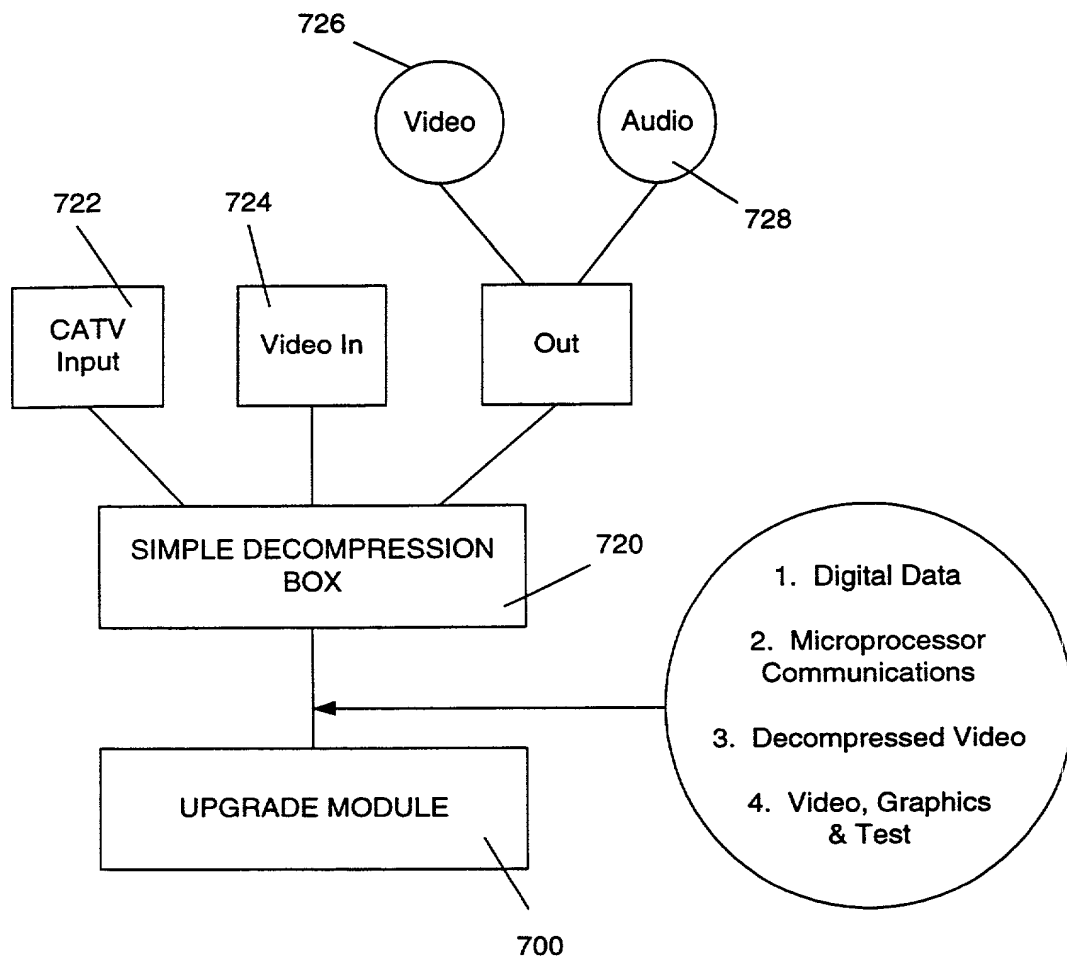 726
Video
Audio
728
722
724
CATV
Input
Video In
Out
SIMPLE DECOMPRESSION
BOX
720
1. Digital Data
2. Microprocessor
Communications
3. Decompressed Video
4. Video, Graphics
& Test
UPGRADE MODULE
700